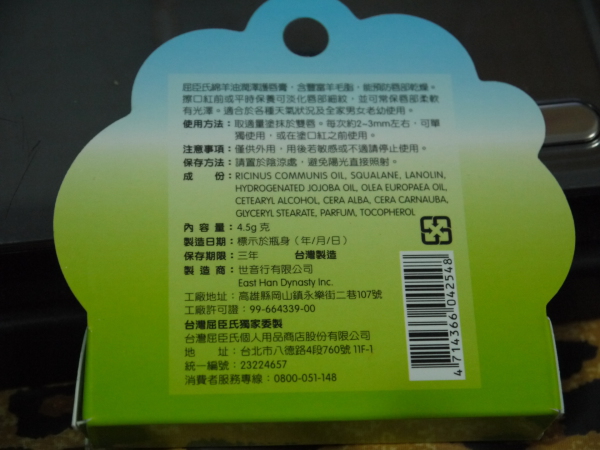 屈臣氏綿羊油潤澤護唇膏，含豐富羊毛脂，能預防唇部乾燥。
擦口紅前或平時保養可淡化唇部細紋，並可常保唇部柔軟
有光澤。適合於各種天氣狀況及全家男女老幼使用。
使用方法：取適量塗抹於雙唇。每次約2~3mm左右，可單
獨使用，或在塗口紅之前使用。
注意事項：僅供外用，用後若敏感或不適請停止使用。
保存方法：請置於陰涼處，避免陽光直接照射。
成　份：RICINUS COMMUNIS OIL, SQUALANE, LANOLIN,
HYDROGENATED JOJOBA OIL, OLEA EUROPAEA OIL,
CETEARYL ALCOHOL, CERA ALBA, CERA CARNAUBA,
GLYCERYL STEARATE, PARFUM, TOCOPHEROL
內容量：4.5g 克
製造日期：標示於瓶身（年/月/日）
保存期限：三年　台灣製造
製造商：世音行有限公司
East Han Dynasty Inc.
工廠地址：高雄縣岡山鎮永樂街二巷107號
工廠許可證：99-664339-00
台灣屈臣氏獨家委製
台灣屈臣氏個人用品商店股份有限公司
地　址：台北市八德路4段760號11F-1
統一編號：23224657
消費者服務專線：0800-051-148
4 714366 042548